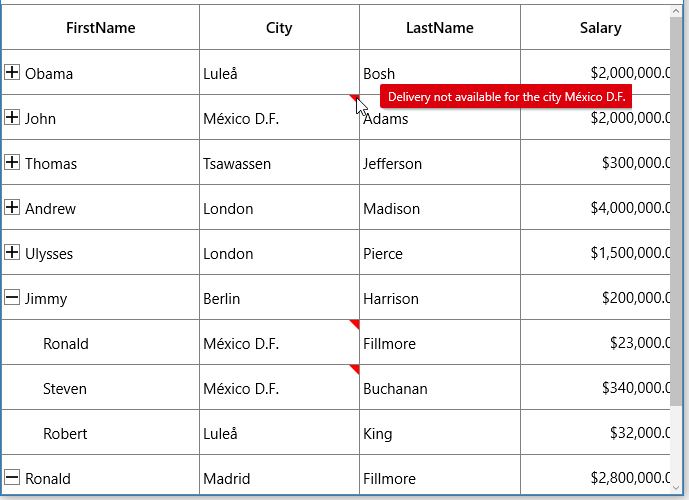 FirstName City LastName Salary
Obama Luleå Bosh $2,000,000.0
Delivery not available for the city México D.F.
John México D.F. Adams $2,000,000.0
Thomas Tsawassen Jefferson $300,000.0
Andrew London Madison $4,000,000.0
Ulysses London Pierce $1,500,000.0
Jimmy Berlin Harrison $200,000.0
Ronald México D.F. Fillmore $23,000.0
Steven México D.F. Buchanan $340,000.0
Robert Luleå King $32,000.0
Ronald Madrid Fillmore $2,800,000.0